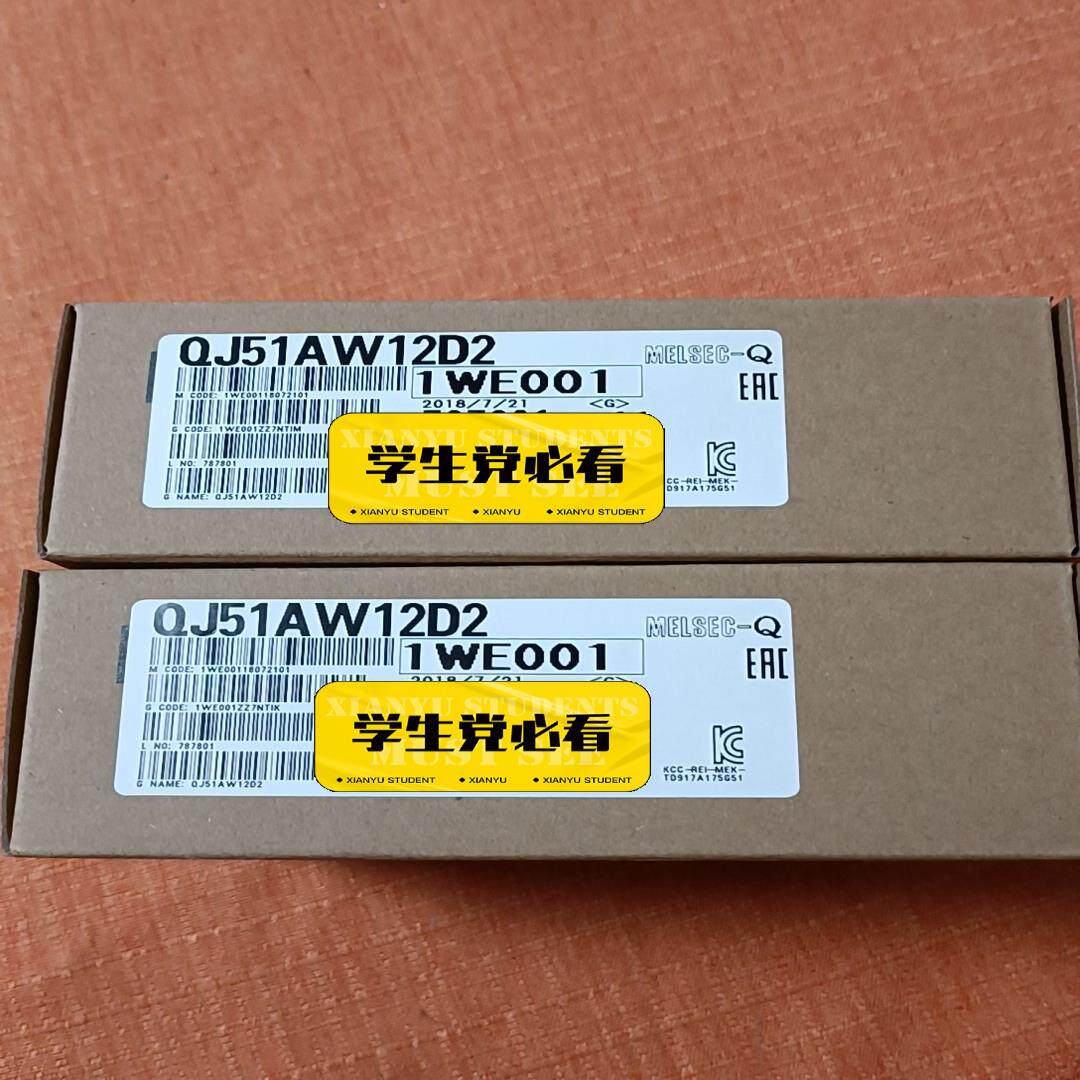 QJ51AW12D2
MELSEC-Q
1WE001
M CODE: 1WE00118072101
2018/7/21 <G>
EAC
G CODE: 1WE001ZZ7NTIM
XIANYU STUDENTS
学生党必看
MUST SEE
L NO: 787801
KC
KCC-REI-MEK-
TD917A175G51
G NAME: QJ51AW12D2
XIANYU STUDENT
XIANYU
XIANYU STUDENT
QJ51AW12D2
MELSEC-Q
1WE001
M CODE: 1WE00118072101
2018/7/21 <G>
EAC
G CODE: 1WE001ZZ7NTIK
XIANYU STUDENTS
学生党必看
MUST SEE
L NO: 787801
KC
KCC-REI-MEK-
TD917A175G51
G NAME: QJ51AW12D2
XIANYU STUDENT
XIANYU
XIANYU STUDENT